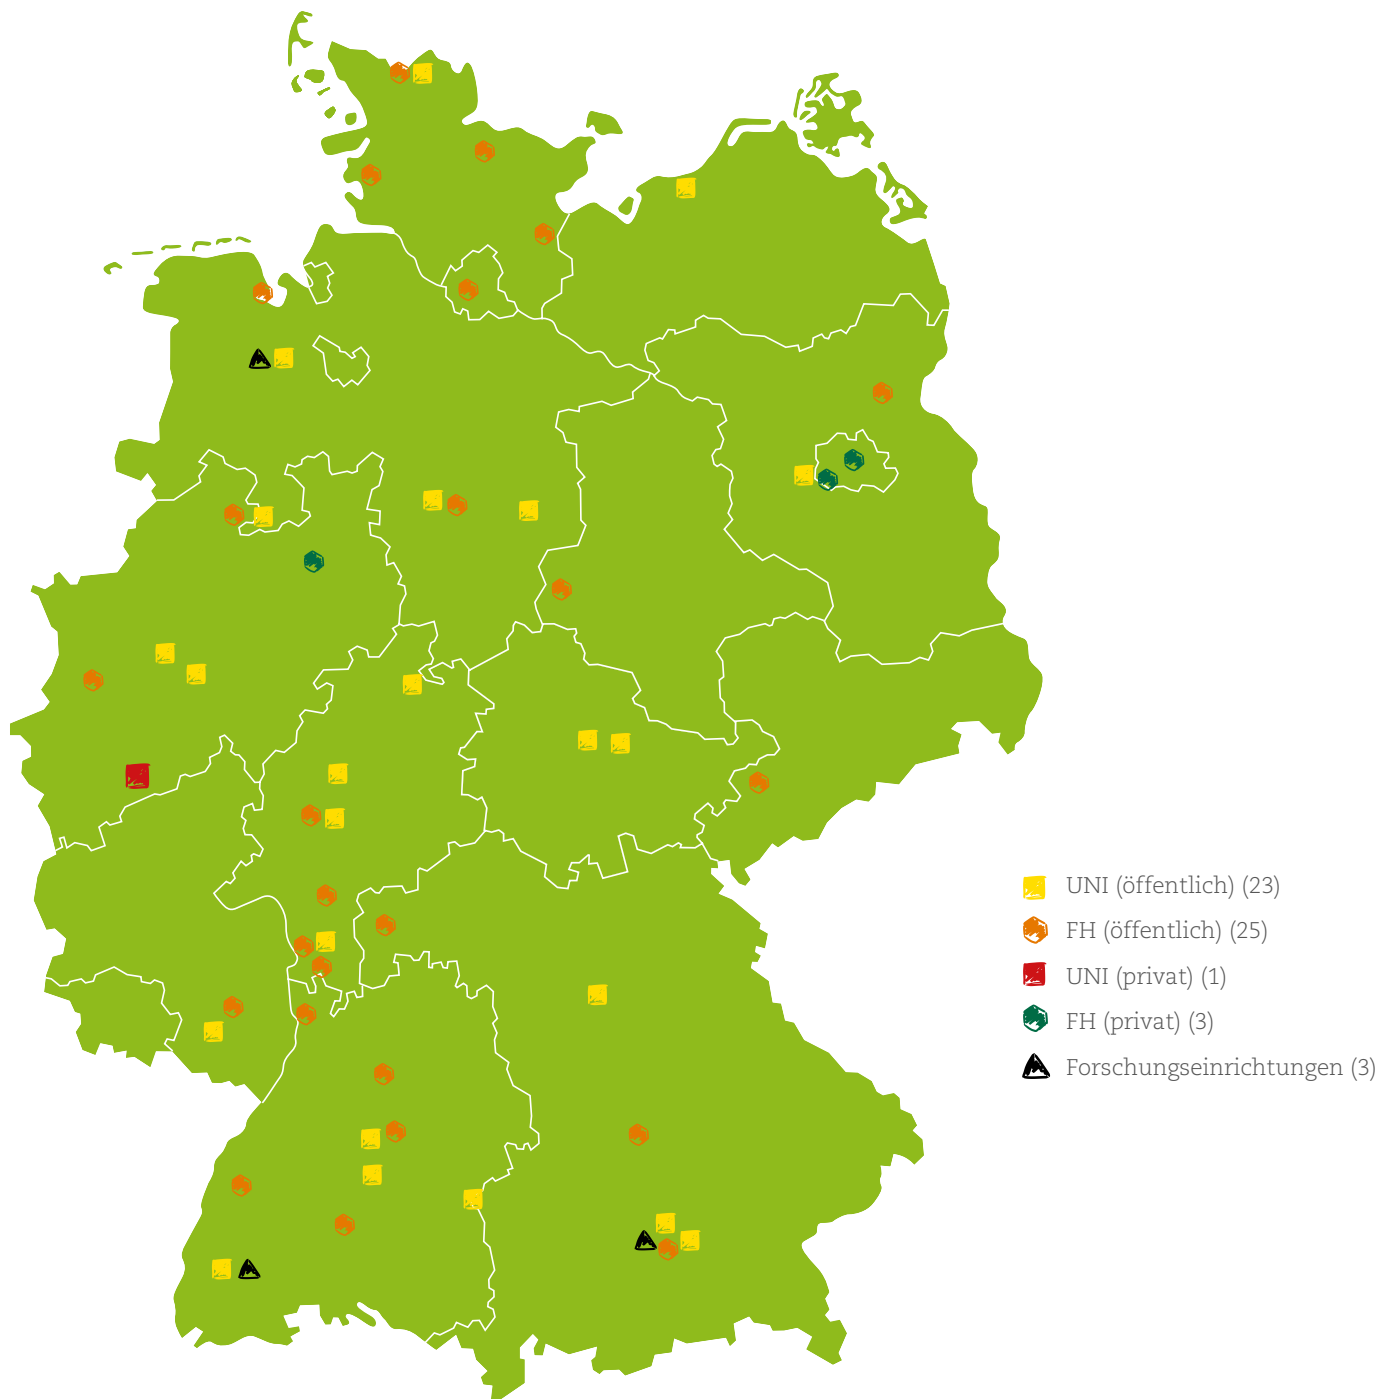 UNI (öffentlich) (23)
FH (öffentlich) (25)
UNI (privat) (1)
FH (privat) (3)
Forschungseinrichtungen (3)